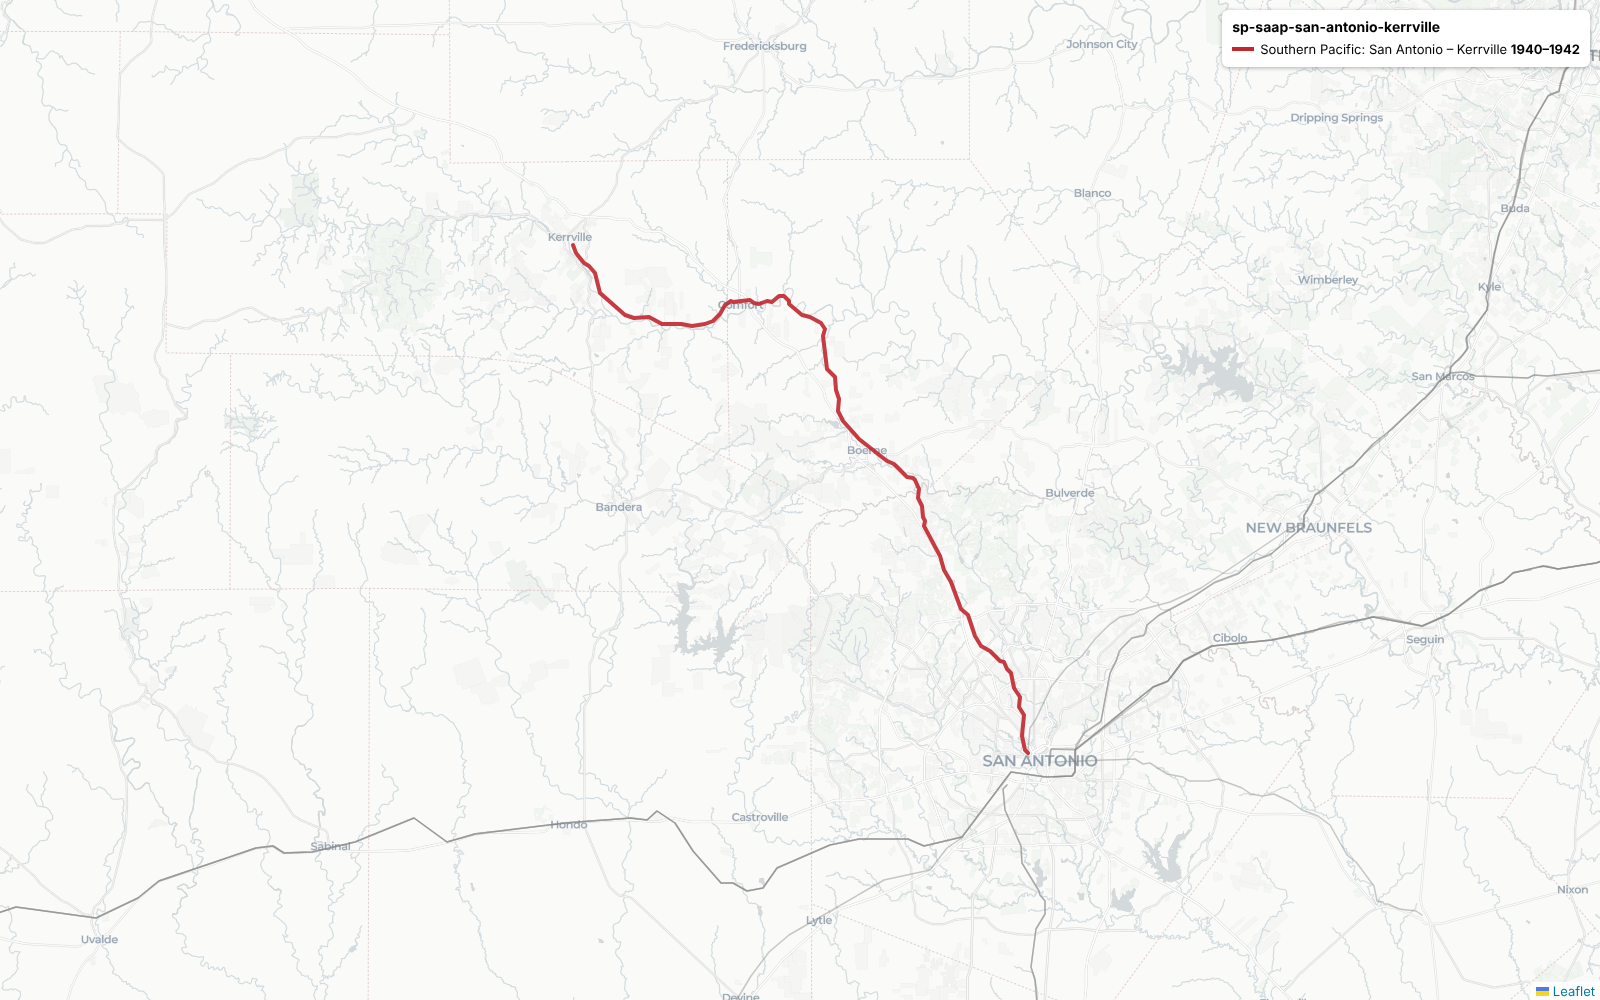 sp-saap-san-antonio-kerrville
Southern Pacific: San Antonio – Kerrville 1940–1942
Fredericksburg
Johnson City
Dripping Springs
Blanco
Buda
Kerrville
Wimberley
Kyle
Comfort
San Marcos
Boerne
Bulverde
Bandera
NEW BRAUNFELS
Cibolo
Seguin
SAN ANTONIO
Castroville
Hondo
Sabinal
Nixon
Lytle
Uvalde
Devine
Leaflet